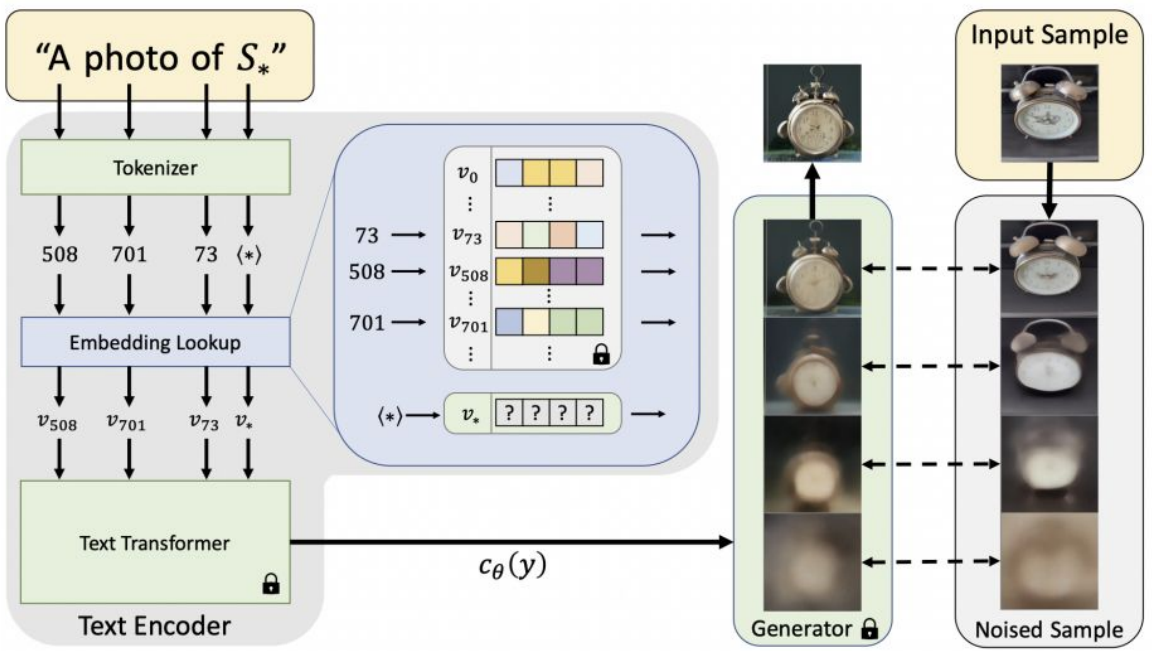 “A photo of S*”
Tokenizer
508 701 73 ⟨*⟩
Embedding Lookup
v508 v701 v73 v*
Text Transformer
Text Encoder
v0
⋮ ⋮
73 v73
508 v508
⋮ ⋮
701 v701
⋮ ⋮
⟨*⟩ v* ? ? ? ?
cθ(y)
Generator
Input Sample
Noised Sample